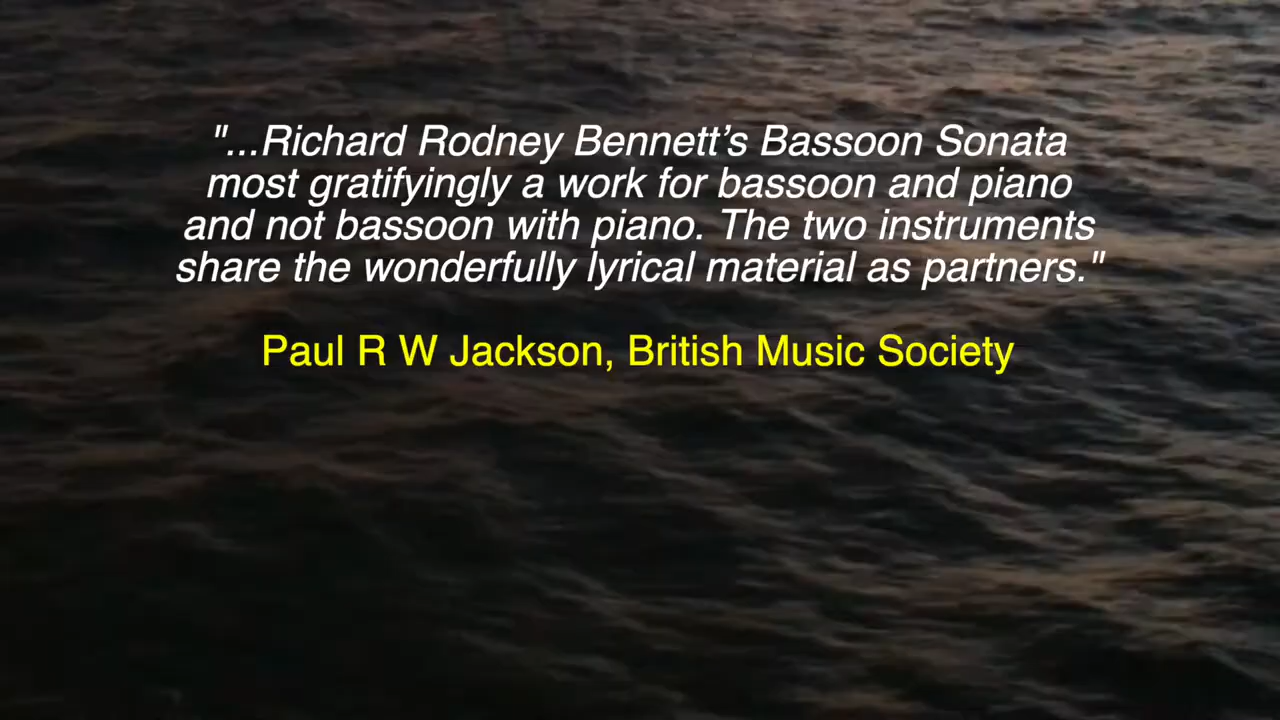 "...Richard Rodney Bennett’s Bassoon Sonata
most gratifyingly a work for bassoon and piano
and not bassoon with piano. The two instruments
share the wonderfully lyrical material as partners."
Paul R W Jackson, British Music Society